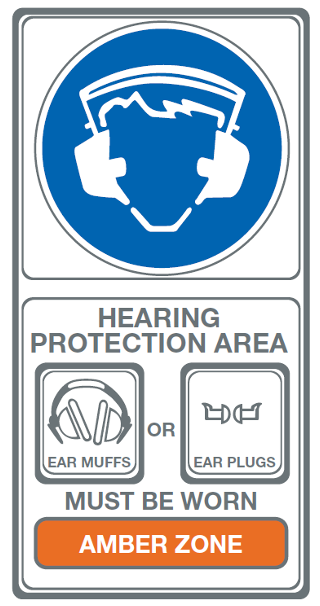 HEARING
PROTECTION AREA
EAR MUFFS
OR
EAR PLUGS
MUST BE WORN
AMBER ZONE